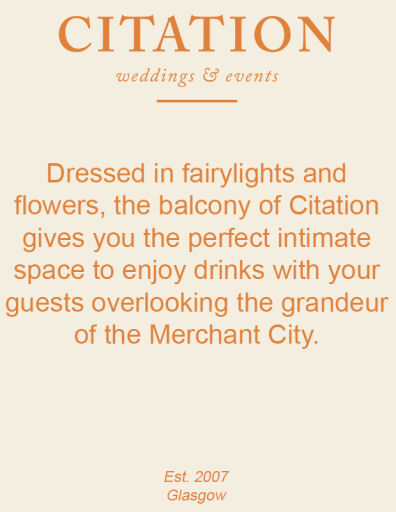 CITATION
weddings & events
Dressed in fairylights and
flowers, the balcony of Citation
gives you the perfect intimate
space to enjoy drinks with your
guests overlooking the grandeur
of the Merchant City.
Est. 2007
Glasgow